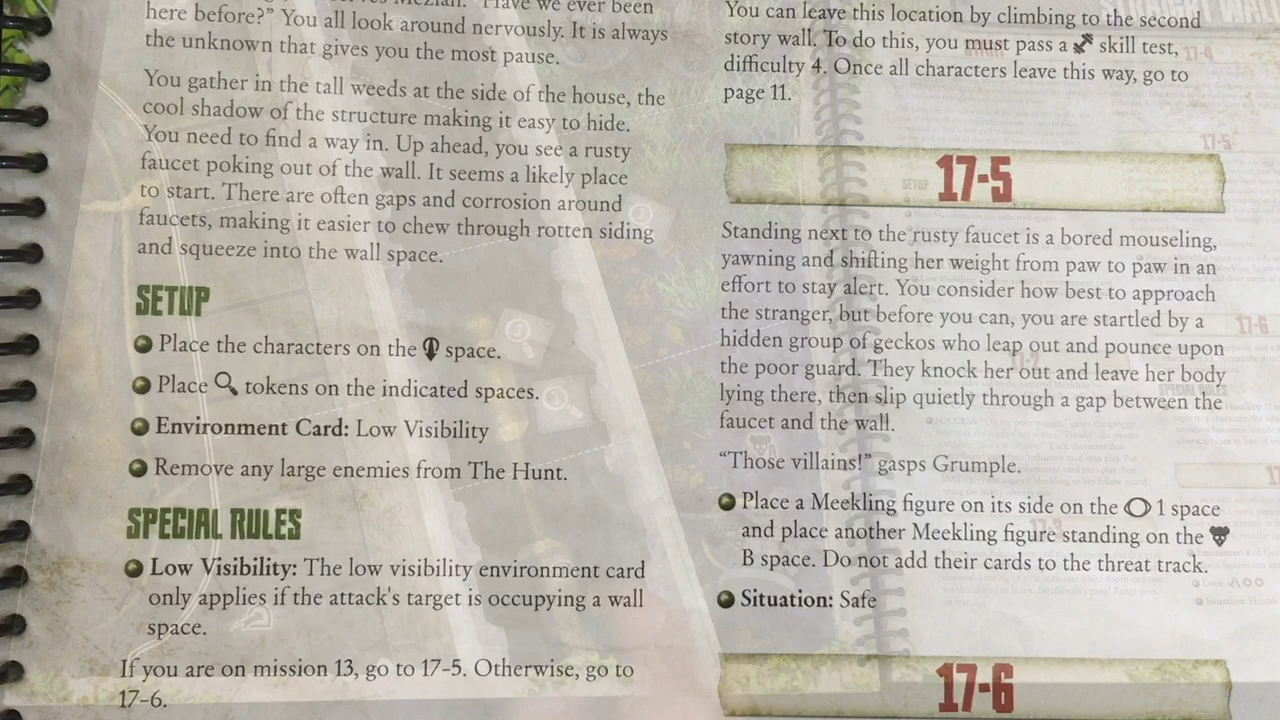 "Have we ever been
here before?” You all look around nervously. It is always
the unknown that gives you the most pause.
You gather in the tall weeds at the side of the house, the
cool shadow of the structure making it easy to hide.
You need to find a way in. Up ahead, you see a rusty
faucet poking out of the wall. It seems a likely place
to start. There are often gaps and corrosion around
faucets, making it easier to chew through rotten siding
and squeeze into the wall space.
SETUP
Place the characters on the space.
Place tokens on the indicated spaces.
Environment Card: Low Visibility
Remove any large enemies from The Hunt.
SPECIAL RULES
Low Visibility: The low visibility environment card
only applies if the attack's target is occupying a wall
space.
If you are on mission 13, go to 17-5. Otherwise, go to
17-6.
You can leave this location by climbing to the second
story wall. To do this, you must pass a skill test,
difficulty 4. Once all characters leave this way, go to
page 11.
17-5
Standing next to the rusty faucet is a bored mouseling,
yawning and shifting her weight from paw to paw in an
effort to stay alert. You consider how best to approach
the stranger, but before you can, you are startled by a
hidden group of geckos who leap out and pounce upon
the poor guard. They knock her out and leave her body
lying there, then slip quietly through a gap between the
faucet and the wall.
“Those villains!” gasps Grumple.
Place a Meekling figure on its side on the 1 space
and place another Meekling figure standing on the
B space. Do not add their cards to the threat track.
Situation: Safe
17-6